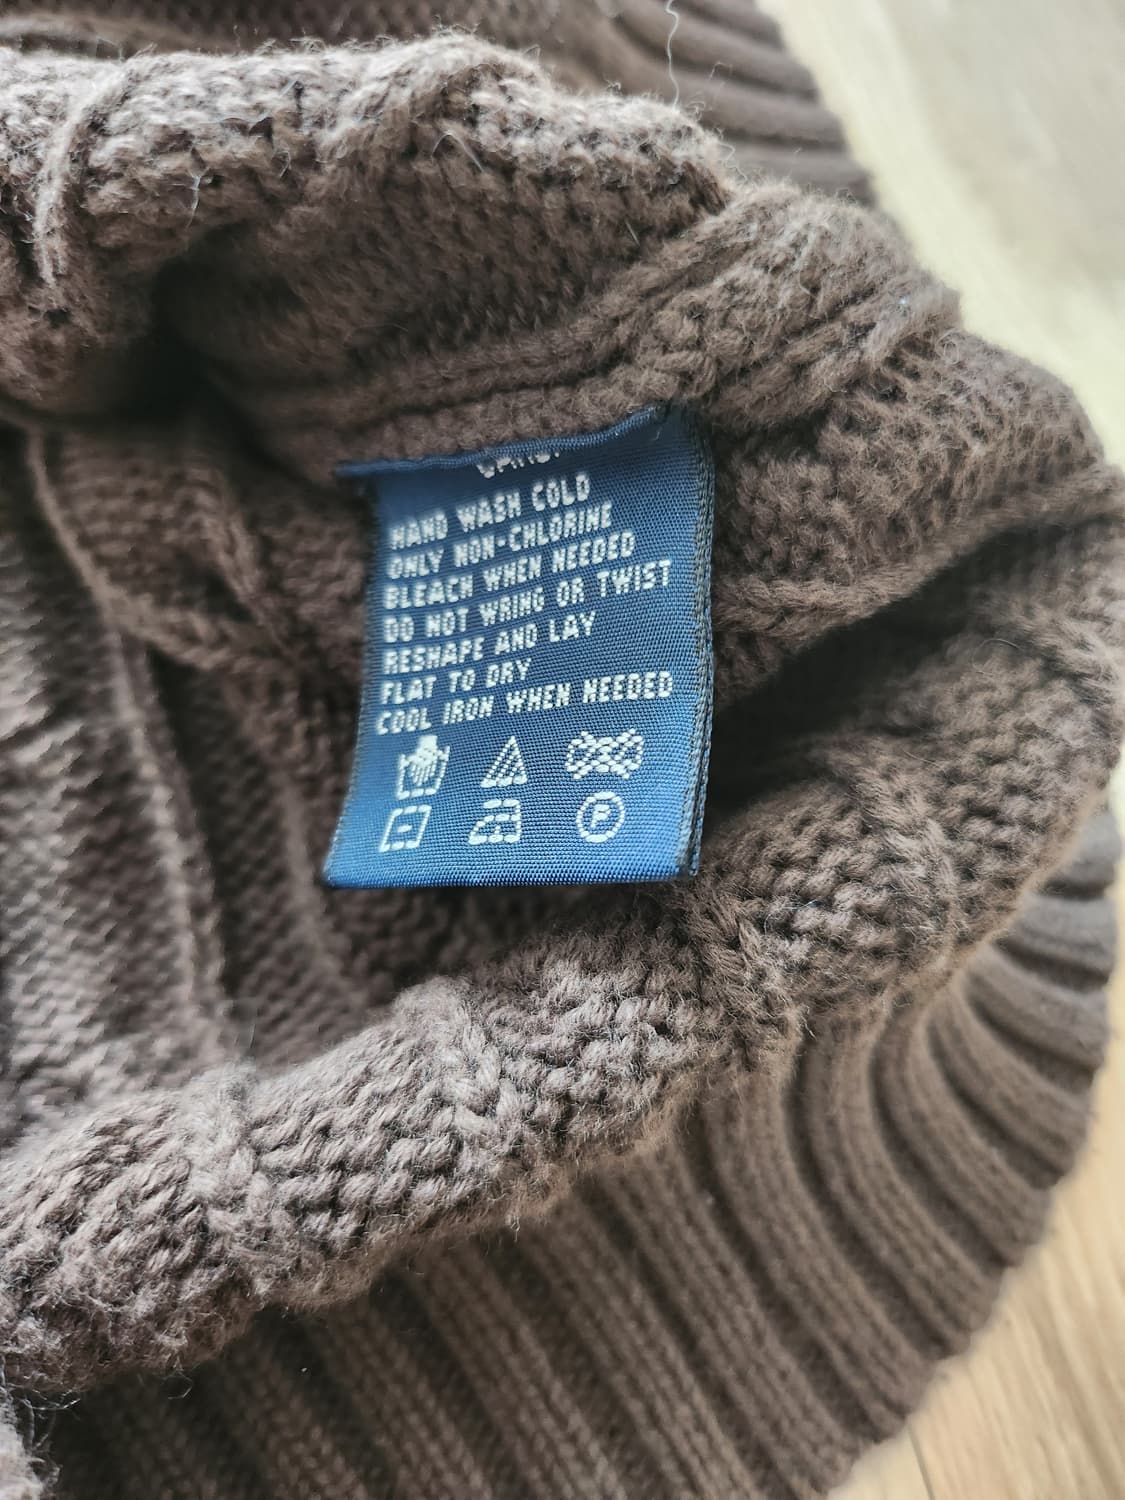 HAND WASH COLD
ONLY NON-CHLORINE
BLEACH WHEN NEEDED
DO NOT WRING OR TWIST
RESHAPE AND LAY
FLAT TO DRY
COOL IRON WHEN NEEDED
P